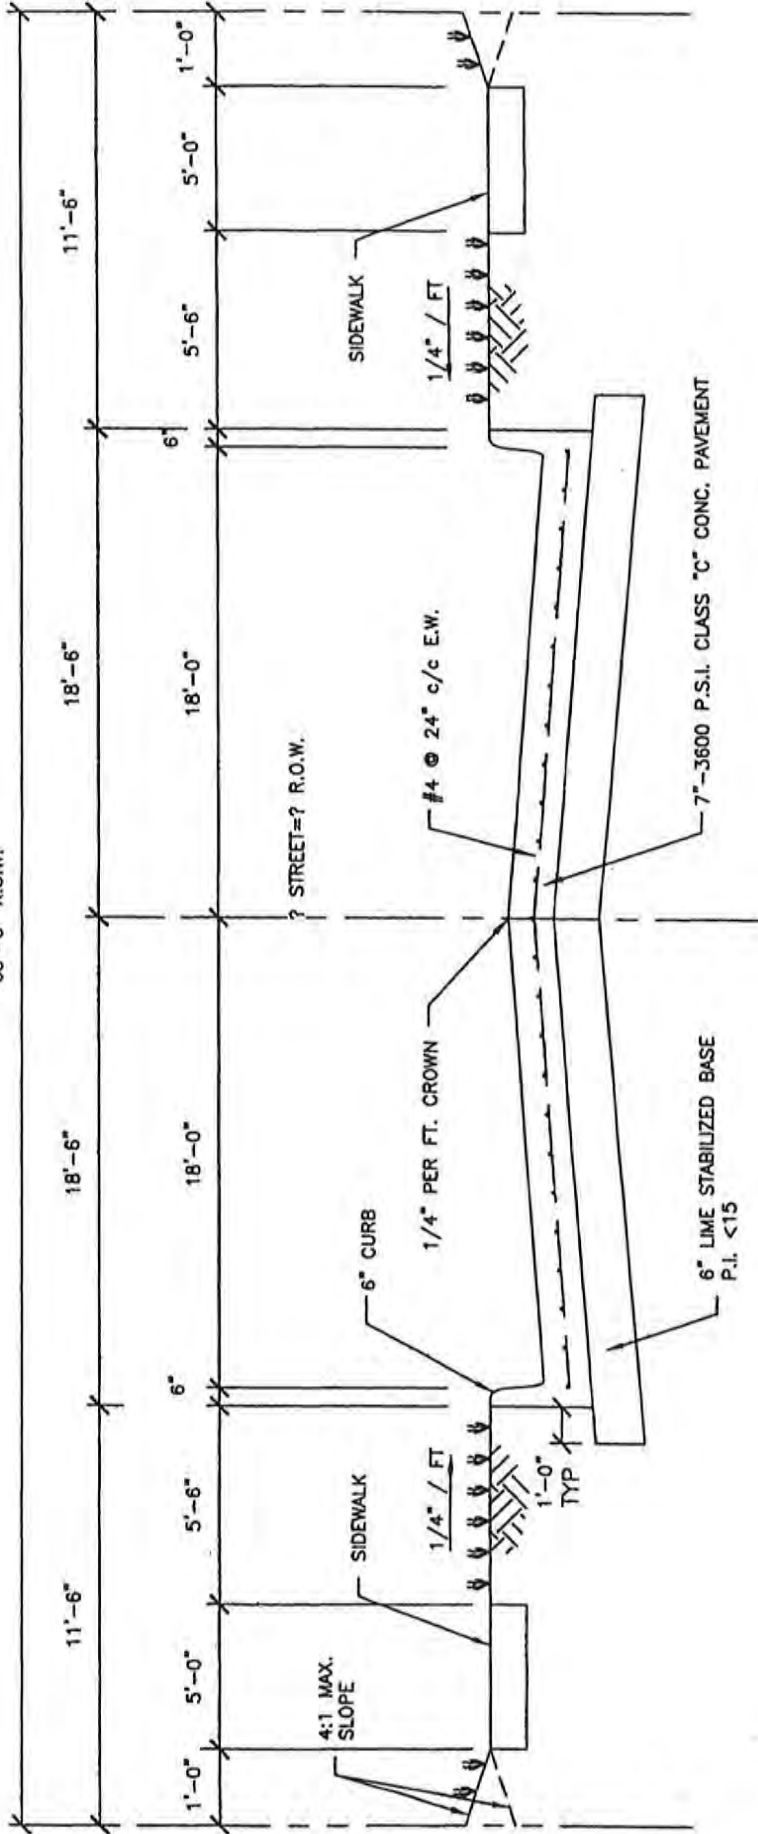 11'-6"
18'-6"
18'-6"
11'-6"
1'-0"
5'-0"
5'-6"
6"
18'-0"
18'-0"
6"
5'-6"
5'-0"
1'-0"
? STREET=? R.O.W.
4:1 MAX.
SLOPE
SIDEWALK
6" CURB
SIDEWALK
1/4" / FT
1/4" PER FT. CROWN
#4 @ 24" c/c E.W.
1/4" / FT
1'-0"
TYP
6" LIME STABILIZED BASE
P.I. <15
7"-3600 P.S.I. CLASS "C" CONC. PAVEMENT